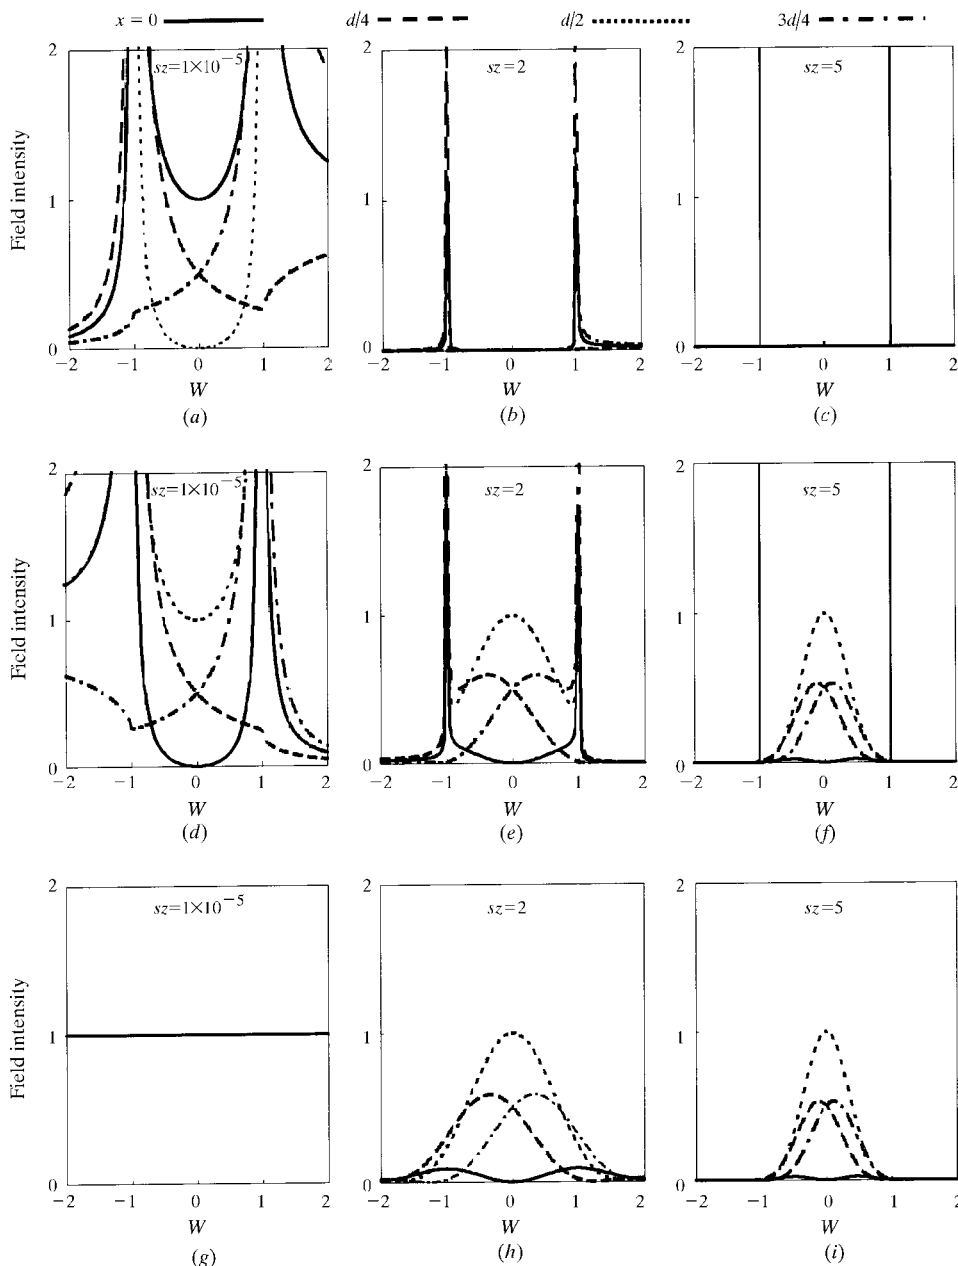 x = 0 d/4 d/2 3d/4
sz=1×10−5 sz=2 sz=5
Field intensity
2 1 0
−2 −1 0 1 2
W
(a)
2 1 0
−2 −1 0 1 2
W
(b)
2 1 0
−2 −1 0 1 2
W
(c)
sz=1×10−5 sz=2 sz=5
Field intensity
2 1 0
−2 −1 0 1 2
W
(d)
2 1 0
−2 −1 0 1 2
W
(e)
2 1 0
−2 −1 0 1 2
W
(f)
sz=1×10−5 sz=2 sz=5
Field intensity
2 1 0
−2 −1 0 1 2
W
(g)
2 1 0
−2 −1 0 1 2
W
(h)
2 1 0
−2 −1 0 1 2
W
(i)